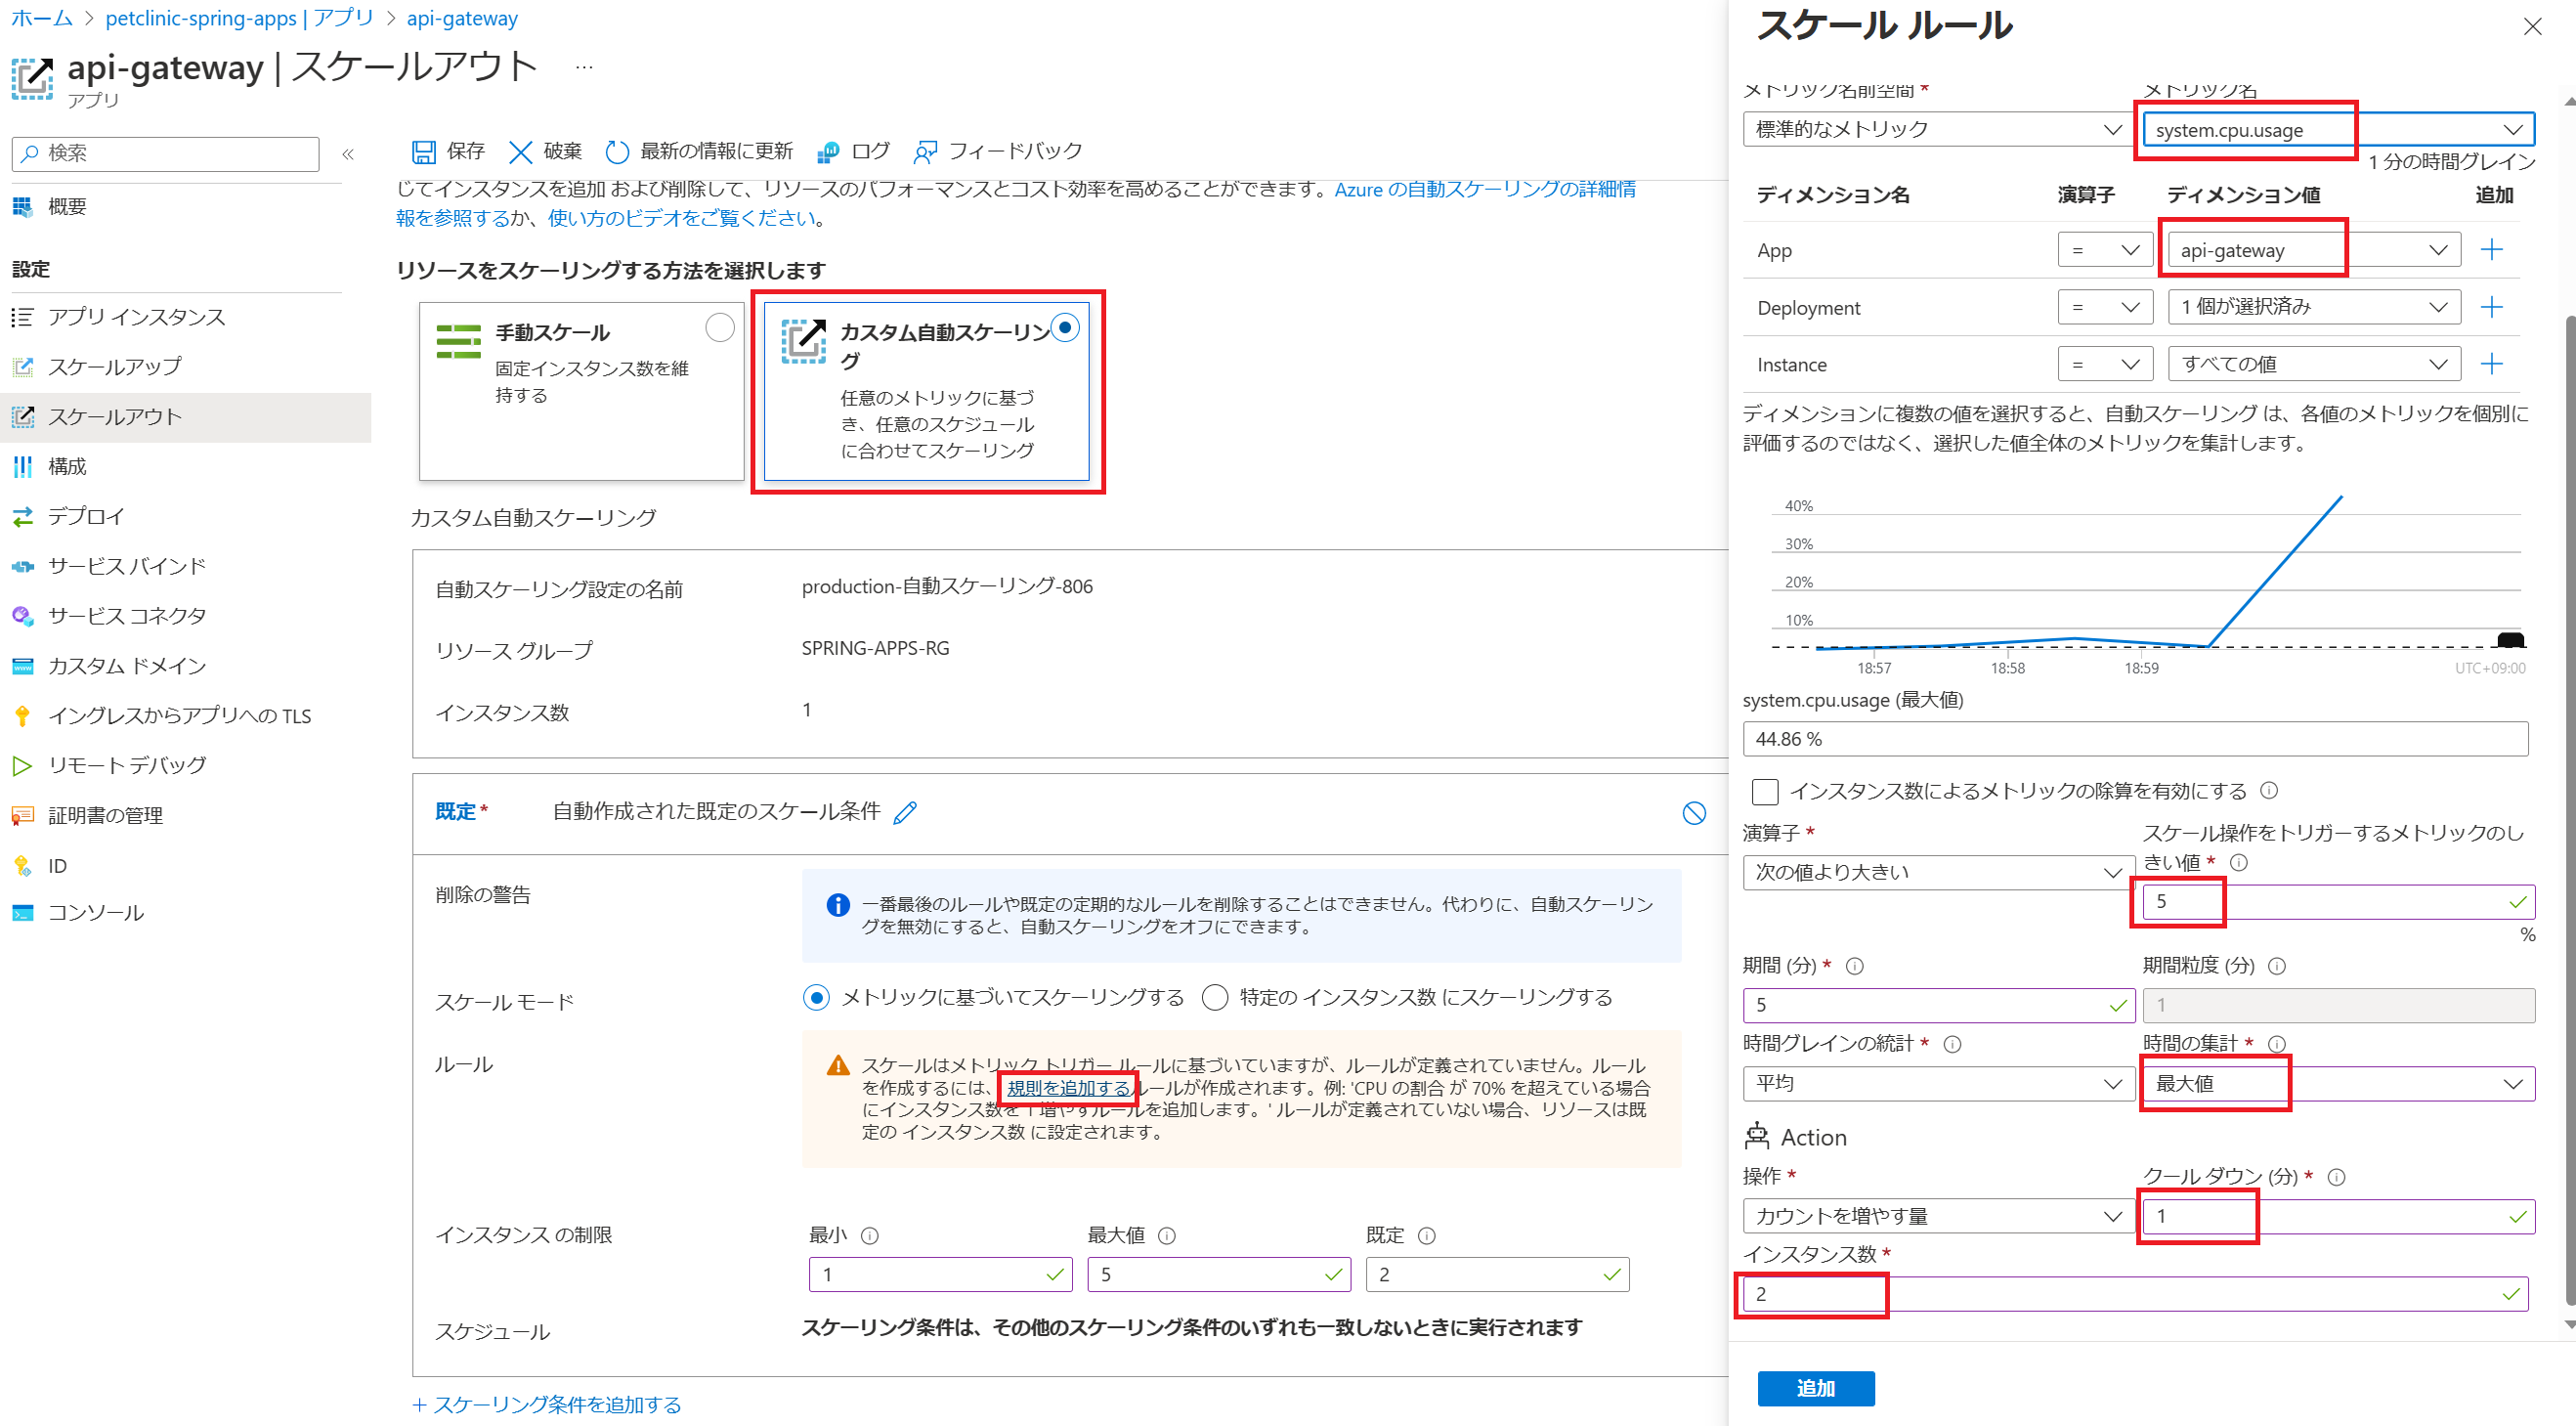 ホーム > petclinic-spring-apps | アプリ > api-gateway
api-gateway | スケールアウト ...
アプリ
検索
概要
設定
アプリ インスタンス
スケールアップ
スケールアウト
構成
デプロイ
サービス バインド
サービス コネクタ
カスタム ドメイン
イングレスからアプリへの TLS
リモート デバッグ
証明書の管理
ID
コンソール
保存 破棄 最新の情報に更新 ログ フィードバック
じてインスタンスを追加 および削除して、リソースのパフォーマンスとコスト効率を高めることができます。Azure の自動スケーリングの詳細情
報を参照するか、使い方のビデオをご覧ください。
リソースをスケーリングする方法を選択します
手動スケール
固定インスタンス数を維
持する
カスタム自動スケーリン
グ
任意のメトリックに基づ
き、任意のスケジュール
に合わせてスケーリング
カスタム自動スケーリング
自動スケーリング設定の名前 production-自動スケーリング-806
リソース グループ SPRING-APPS-RG
インスタンス数 1
既定* 自動作成された既定のスケール条件
削除の警告
一番最後のルールや既定の定期的なルールを削除することはできません。代わりに、自動スケーリン
グを無効にすると、自動スケーリングをオフにできます。
スケール モード メトリックに基づいてスケーリングする 特定の インスタンス数 にスケーリングする
ルール
スケールはメトリック トリガー ルールに基づいていますが、ルールが定義されていません。ルール
を作成するには、規則を追加するルールが作成されます。例: 'CPU の割合 が 70% を超えている場合
にインスタンス数を 1 増やすルールを追加します。' ルールが定義されていない場合、リソースは既
定の インスタンス数 に設定されます。
インスタンス の制限 最小 最大値 既定
1 5 2
スケジュール スケーリング条件は、その他のスケーリング条件のいずれも一致しないときに実行されます
+ スケーリング条件を追加する
スケール ルール
メトリック名前空間 * メトリック名
標準的なメトリック system.cpu.usage
1 分の時間グレイン
ディメンション名 演算子 ディメンション値 追加
App = api-gateway
Deployment = 1 個が選択済み
Instance = すべての値
ディメンションに複数の値を選択すると、自動スケーリング は、各値のメトリックを個別に
評価するのではなく、選択した値全体のメトリックを集計します。
40%
30%
20%
10%
18:57 18:58 18:59 UTC+09:00
system.cpu.usage (最大値)
44.86 %
インスタンス数によるメトリックの除算を有効にする
演算子 * スケール操作をトリガーするメトリックのし
きい値 *
次の値より大きい 5
%
期間 (分) * 期間粒度 (分)
5 1
時間グレインの統計 * 時間の集計 *
平均 最大値
Action
操作 * クール ダウン (分) *
カウントを増やす量 1
インスタンス数 *
2
追加